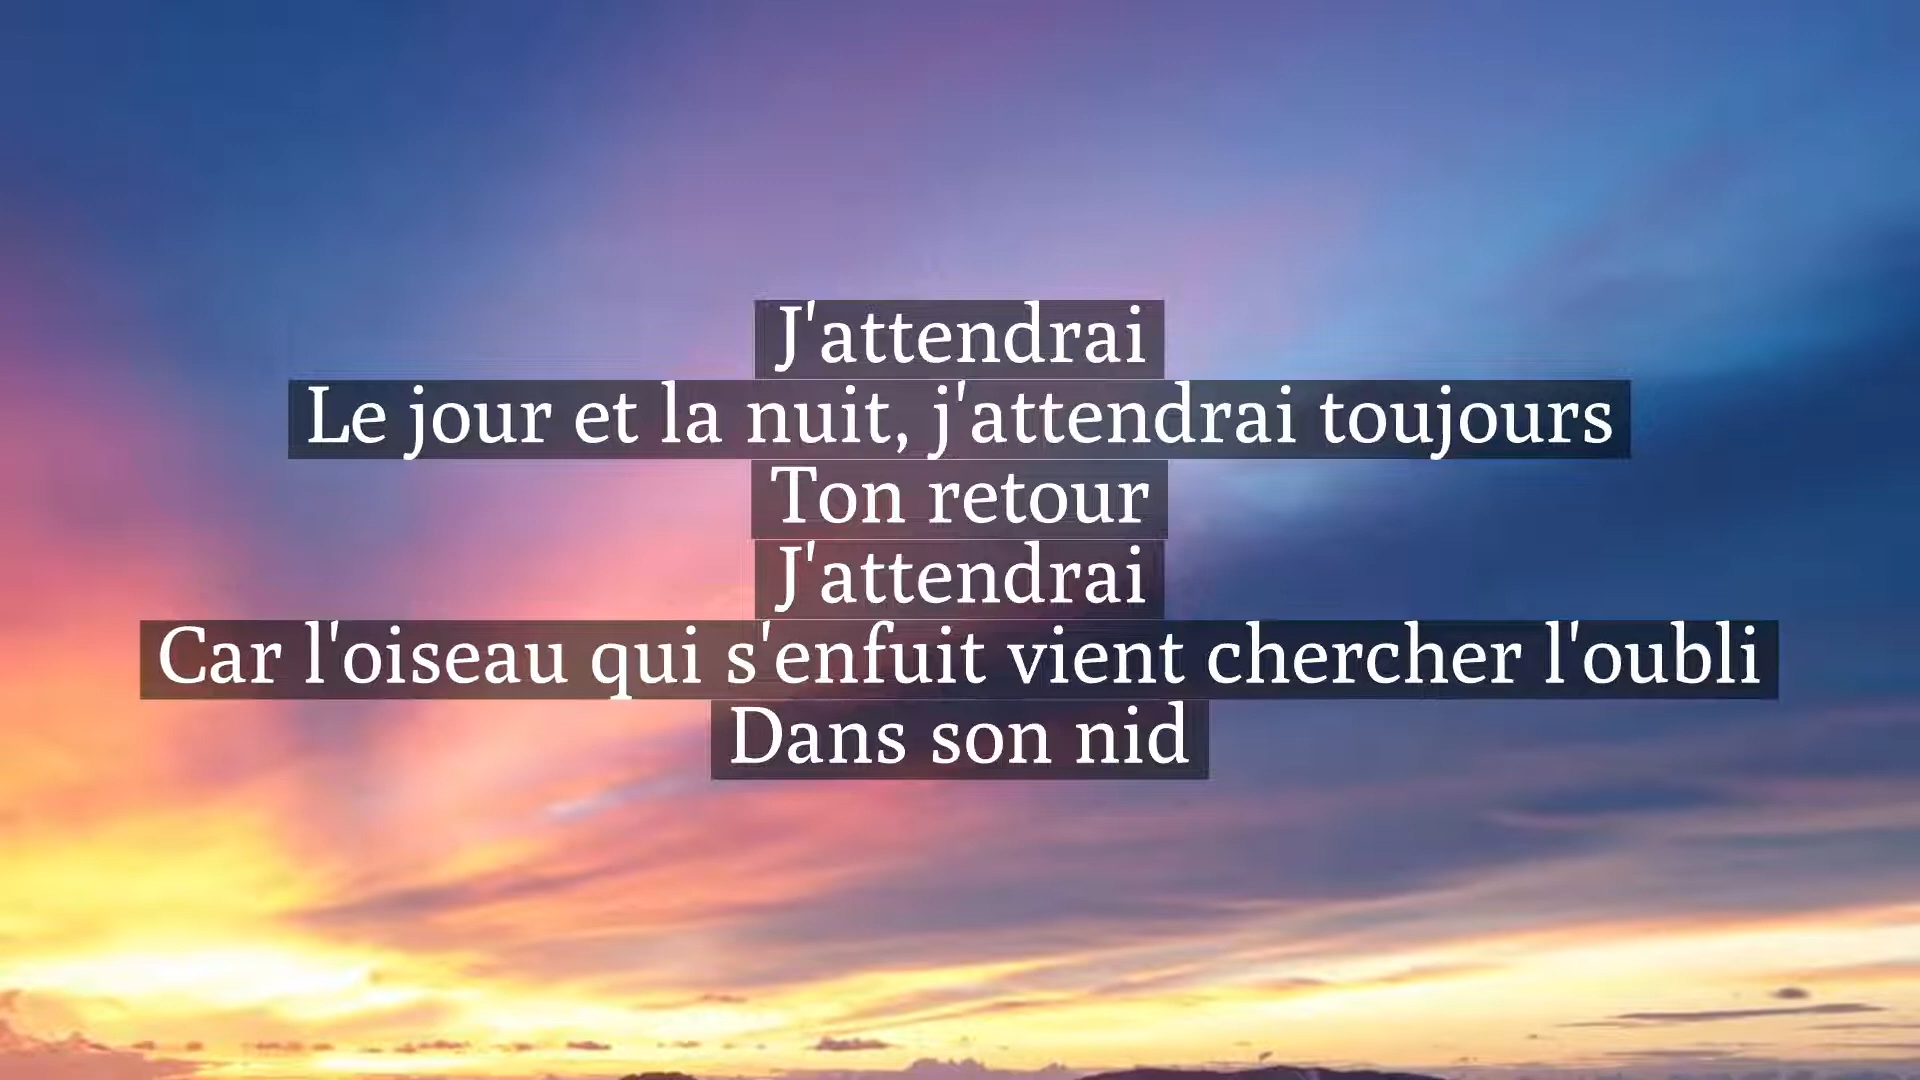 J'attendrai
Le jour et la nuit, j'attendrai toujours
Ton retour
J'attendrai
Car l'oiseau qui s'enfuit vient chercher l'oubli
Dans son nid